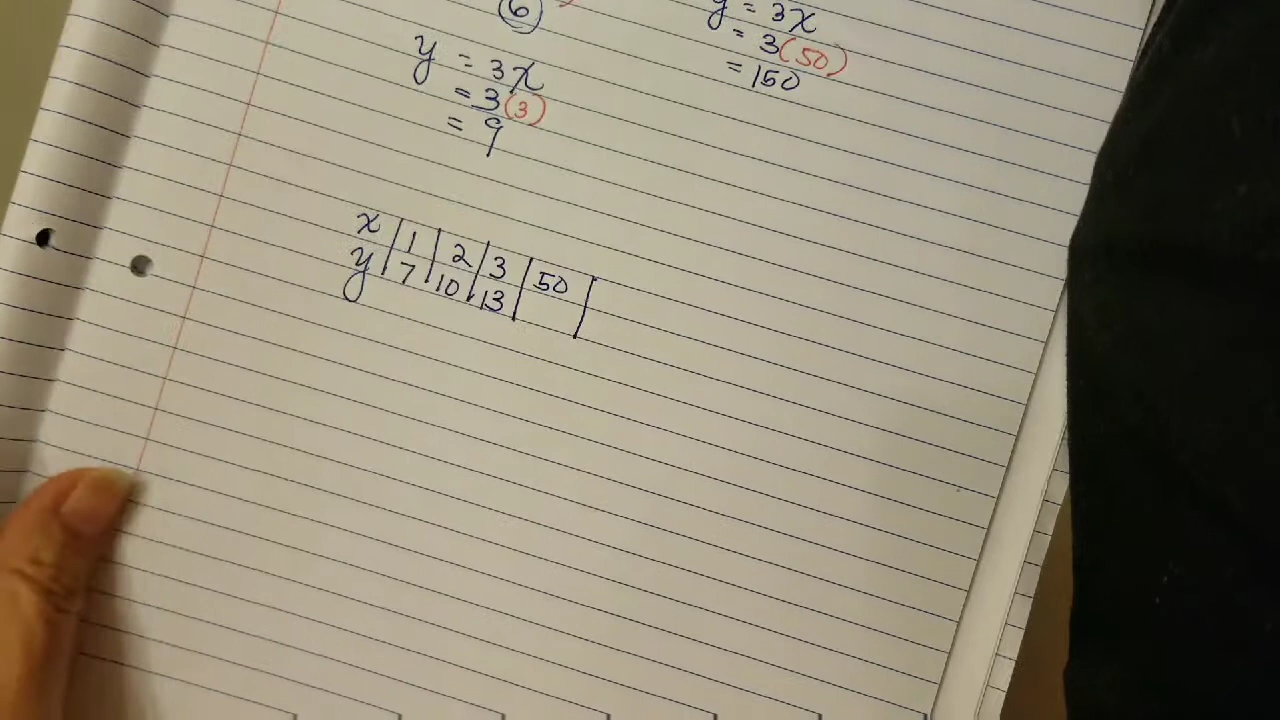 6
y = 3x
= 3(3)
= 9
y = 3x
= 3(50)
= 150
x | 1 | 2 | 3 | 50 |
y | 7 | 10 | 13 | |